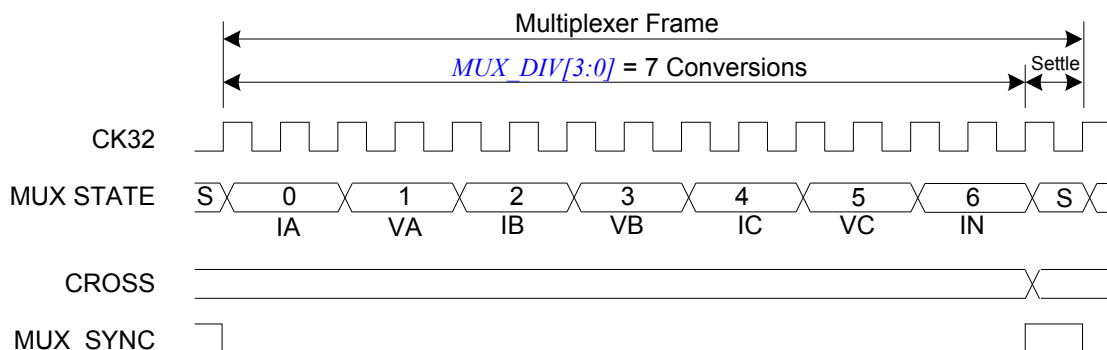 Multiplexer Frame
MUX_DIV[3:0] = 7 Conversions
Settle
CK32
MUX STATE
S 0 1 2 3 4 5 6 S
IA VA IB VB IC VC IN
CROSS
MUX_SYNC